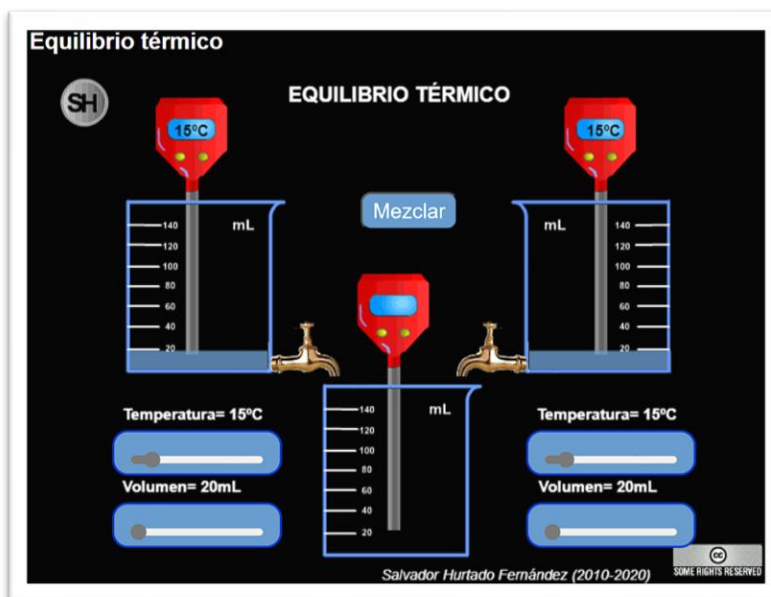 Equilibrio térmico
SH
EQUILIBRIO TÉRMICO
15ºC
15ºC
Mezclar
mL
140
120
100
80
60
40
20
mL
140
120
100
80
60
40
20
mL
140
120
100
80
60
40
20
Temperatura= 15ºC
Volumen= 20mL
Temperatura= 15ºC
Volumen= 20mL
Salvador Hurtado Fernández (2010-2020)
cc
SOME RIGHTS RESERVED